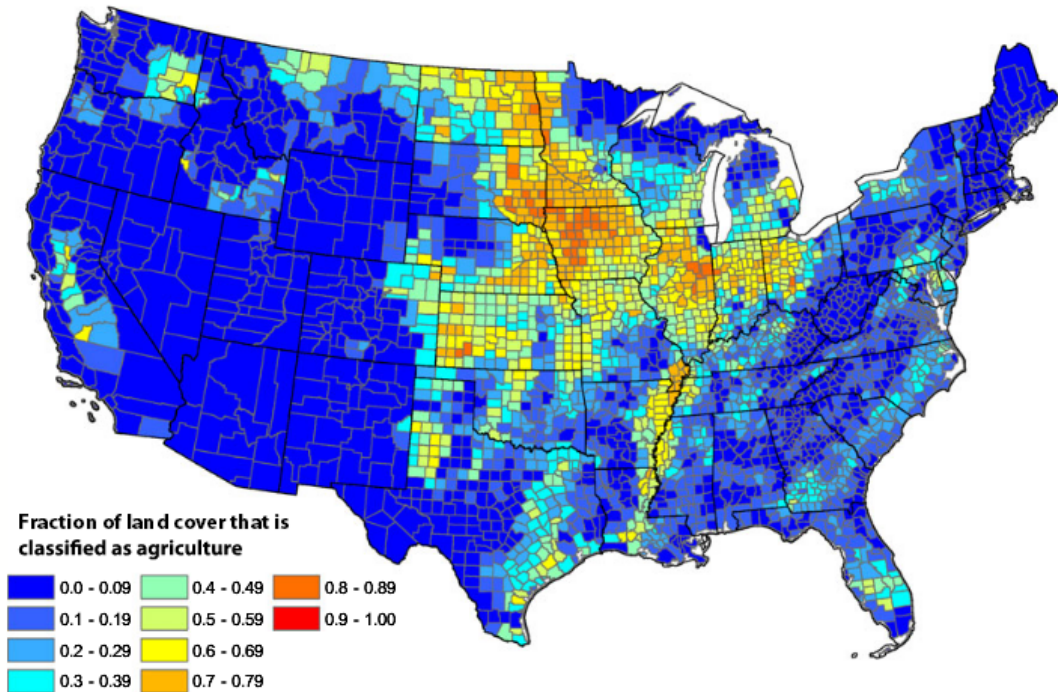 Fraction of land cover that is
classified as agriculture
0.0 - 0.09
0.1 - 0.19
0.2 - 0.29
0.3 - 0.39
0.4 - 0.49
0.5 - 0.59
0.6 - 0.69
0.7 - 0.79
0.8 - 0.89
0.9 - 1.00